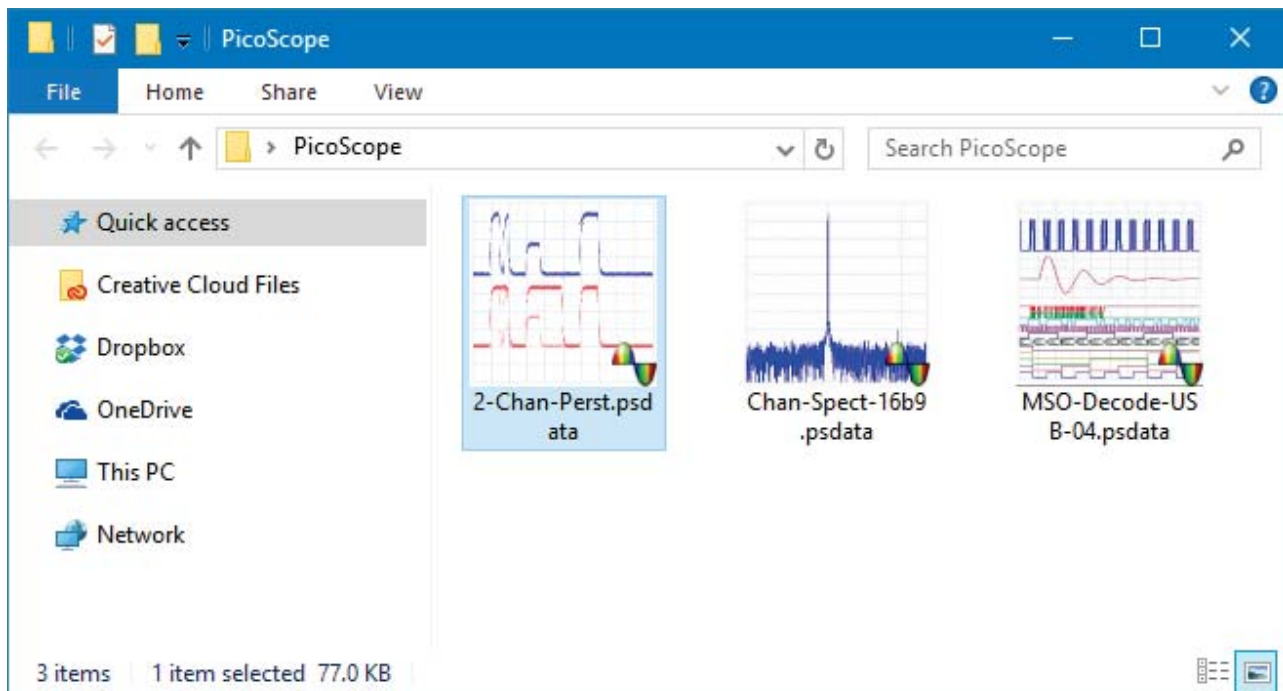 PicoScope
File Home Share View
PicoScope
Search PicoScope
Quick access
Creative Cloud Files
Dropbox
OneDrive
This PC
Network
2-Chan-Perst.psd
ata
Chan-Spect-16b9
.psdata
MSO-Decode-US
B-04.psdata
3 items 1 item selected 77.0 KB